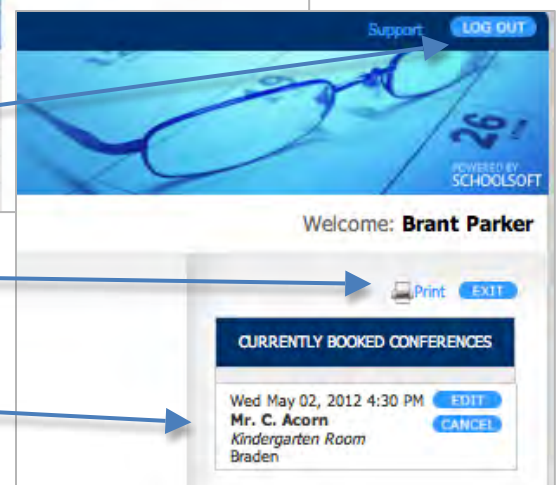 Support LOG OUT
26
POWERED BY
SCHOOLSOFT
Welcome: Brant Parker
Print EXIT
CURRENTLY BOOKED CONFERENCES
Wed May 02, 2012 4:30 PM EDIT
Mr. C. Acorn CANCEL
Kindergarten Room
Braden